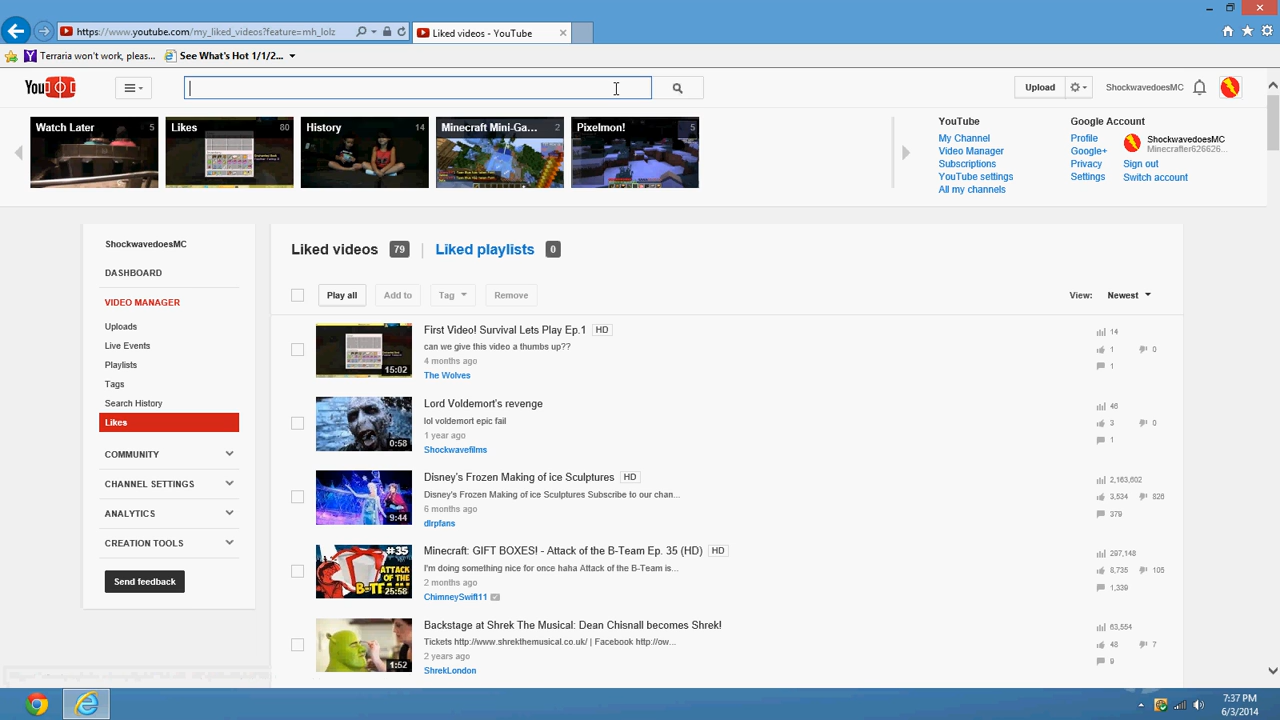 https://www.youtube.com/my_liked_videos?feature=mh_lolz
Liked videos - YouTube
Terraria won't work, pleas...
See What's Hot 1/1/2...
You
Upload
ShockwavedoesMC
Watch Later 5
Likes 80
History 14
Minecraft Mini-Ga... 2
Pixelmon! 5
YouTube
My Channel
Video Manager
Subscriptions
YouTube settings
All my channels
Google Account
Profile
Google+
Privacy
Settings
ShockwavedoesMC
Minecrafter626626...
Sign out
Switch account
ShockwavedoesMC
DASHBOARD
VIDEO MANAGER
Uploads
Live Events
Playlists
Tags
Search History
Likes
COMMUNITY
CHANNEL SETTINGS
ANALYTICS
CREATION TOOLS
Send feedback
Liked videos 79 | Liked playlists 0
Play all Add to Tag Remove
View: Newest
15:02
First Video! Survival Lets Play Ep.1 HD
can we give this video a thumbs up??
4 months ago
The Wolves
14
1 0
1
0:58
Lord Voldemort's revenge
lol voldemort epic fail
1 year ago
Shockwavefilms
46
3 0
1
9:44
Disney's Frozen Making of ice Sculptures HD
Disney's Frozen Making of ice Sculptures Subscribe to our chan...
6 months ago
dlrpfans
2,163,602
3,534 826
379
#35
ATTACK
OF THE
B-TEAM
25:58
Minecraft: GIFT BOXES! - Attack of the B-Team Ep. 35 (HD) HD
I'm doing something nice for once haha Attack of the B-Team is...
2 months ago
ChimneySwift11
297,148
8,735 105
1,339
1:52
Backstage at Shrek The Musical: Dean Chisnall becomes Shrek!
Tickets http://www.shrekthemusical.co.uk/ | Facebook http://ow...
2 years ago
ShrekLondon
63,554
48 7
9
7:37 PM
6/3/2014